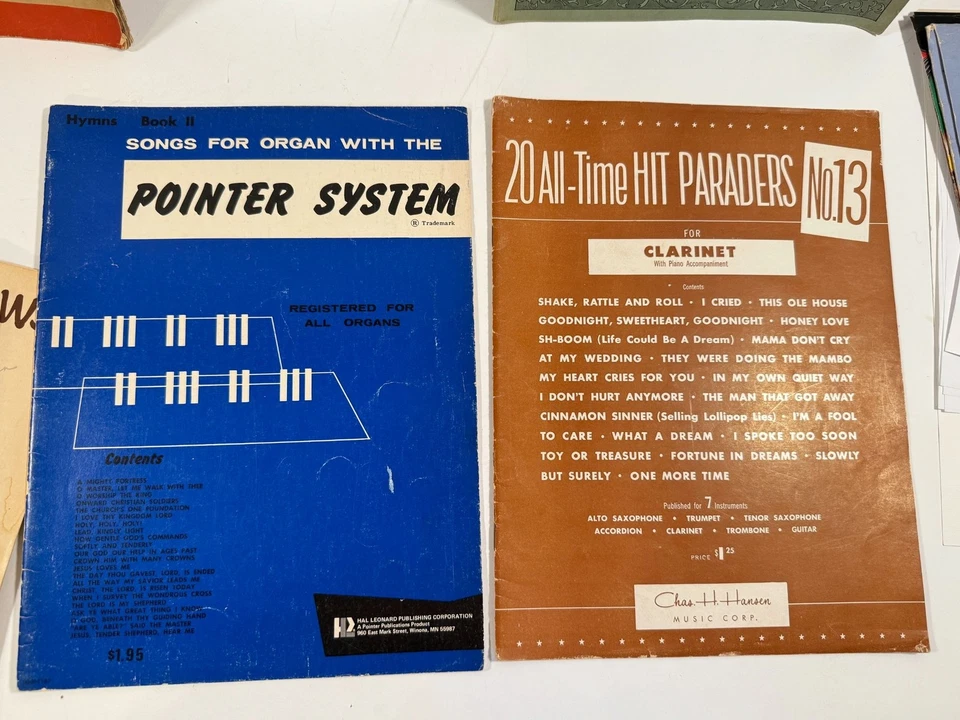 Hymns Book II
SONGS FOR ORGAN WITH THE
POINTER SYSTEM
® Trademark
REGISTERED FOR
ALL ORGANS
Contents
A MIGHTY FORTRESS
O MASTER, LET ME WALK WITH THEE
O WORSHIP THE KING
ONWARD CHRISTIAN SOLDIERS
THE CHURCH'S ONE FOUNDATION
I LOVE THY KINGDOM LORD
HOLY, HOLY, HOLY!
LEAD, KINDLY LIGHT
HOW GENTLE GOD'S COMMANDS
SOFTLY AND TENDERLY
OUR GOD OUR HELP IN AGES PAST
CROWN HIM WITH MANY CROWNS
JESUS LOVES ME
THE DAY THOU GAVEST, LORD, IS ENDED
ALL THE WAY MY SAVIOR LEADS ME
CHRIST, THE LORD, IS RISEN TODAY
WHEN I SURVEY THE WONDROUS CROSS
THE LORD IS MY SHEPHERD
ASK YE WHAT GREAT THING I KNOW
O GOD, BENEATH THY GUIDING HAND
"ARE YE ABLE" SAID THE MASTER
JESUS, TENDER SHEPHERD, HEAR ME
$1.95
HAL LEONARD PUBLISHING CORPORATION
A Pointer Publications Product
960 East Mark Street, Winona, MN 55987
20 All-Time HIT PARADERS No.13
FOR
CLARINET
With Piano Accompaniment
Contents
SHAKE, RATTLE AND ROLL • I CRIED • THIS OLE HOUSE
GOODNIGHT, SWEETHEART, GOODNIGHT • HONEY LOVE
SH-BOOM (Life Could Be A Dream) • MAMA DON'T CRY
AT MY WEDDING • THEY WERE DOING THE MAMBO
MY HEART CRIES FOR YOU • IN MY OWN QUIET WAY
I DON'T HURT ANYMORE • THE MAN THAT GOT AWAY
CINNAMON SINNER (Selling Lollipop Lies) • I'M A FOOL
TO CARE • WHAT A DREAM • I SPOKE TOO SOON
TOY OR TREASURE • FORTUNE IN DREAMS • SLOWLY
BUT SURELY • ONE MORE TIME
Published for 7 Instruments
ALTO SAXOPHONE • TRUMPET • TENOR SAXOPHONE
ACCORDION • CLARINET • TROMBONE • GUITAR
PRICE $1.25
Chas. H. Hansen
MUSIC CORP.